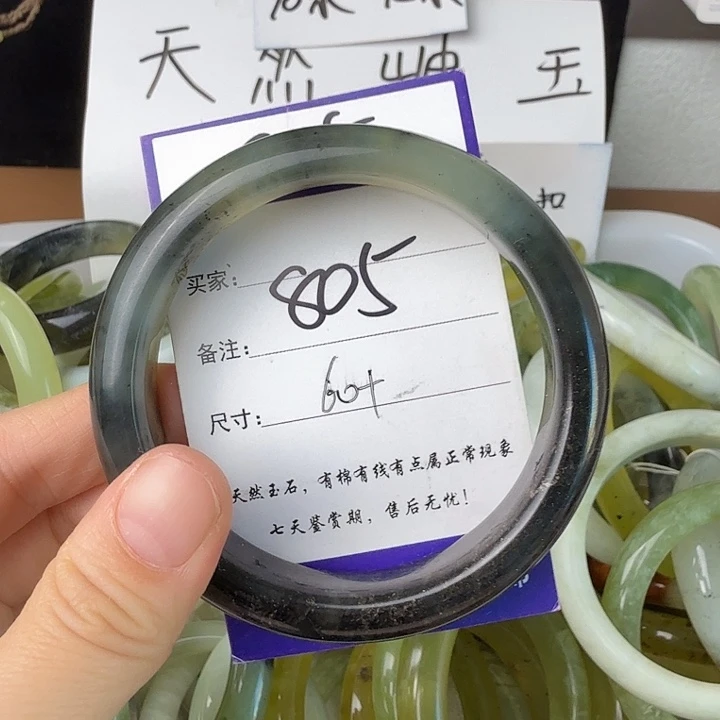 天然岫玉
扣
买家：805
备注：
尺寸：60+
天然玉石，有棉有线有点属正常现象
七天鉴赏期，售后无忧！